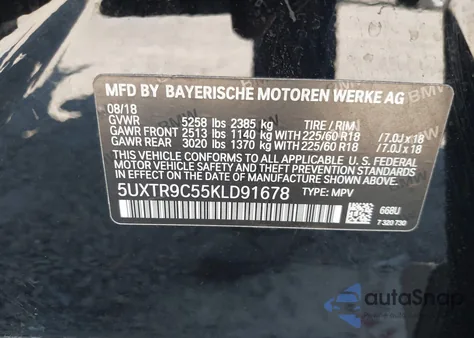 MFD BY BAYERISCHE MOTOREN WERKE AG
08/18
GVWR 5258 lbs 2385 kg TIRE / RIM
GAWR FRONT 2513 lbs 1140 kg WITH 225/60 R18 /7.0J x 18
GAWR REAR 3020 lbs 1370 kg WITH 225/60 R18 /7.0J x 18
THIS VEHICLE CONFORMS TO ALL APPLICABLE U. S. FEDERAL
MOTOR VEHICLE SAFETY, BUMPER, AND THEFT PREVENTION
STANDARDS IN EFFECT ON THE DATE OF MANUFACTURE SHOWN ABOVE.
5UXTR9C55KLD91678 TYPE: MPV
668U
7 320 730
autoSnap